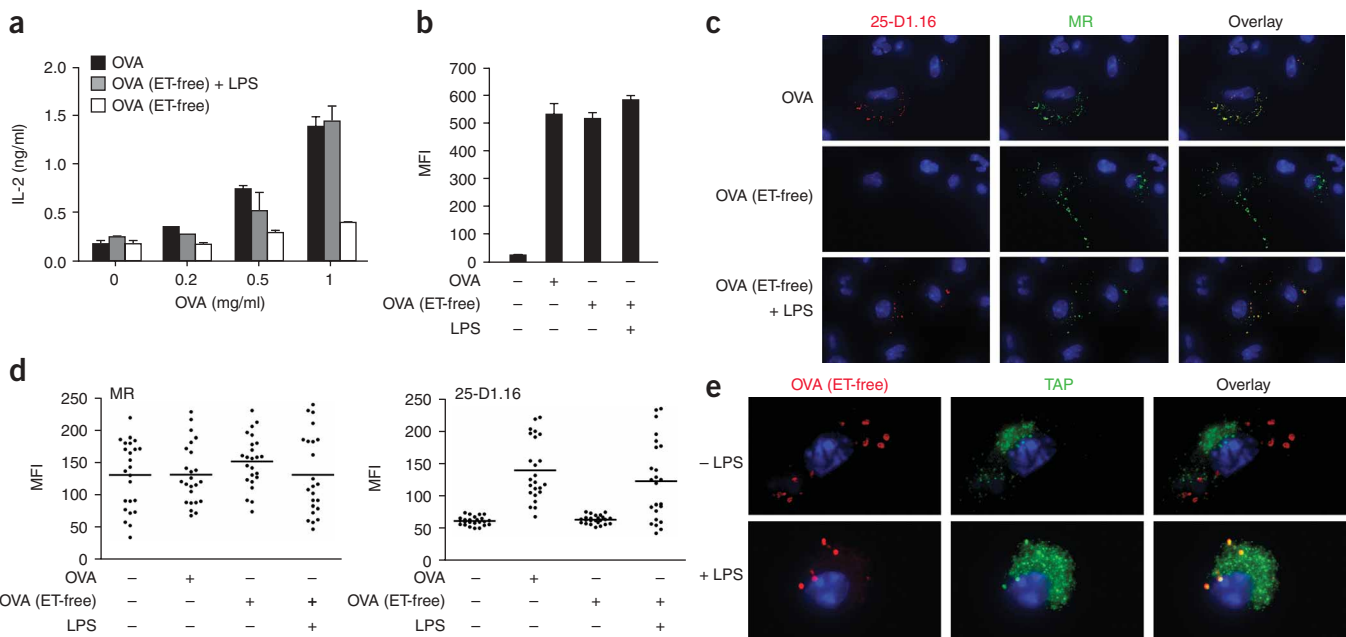 a
OVA
OVA (ET-free) + LPS
OVA (ET-free)
IL-2 (ng/ml)
2.0
1.5
1.0
0.5
0.0
0 0.2 0.5 1
OVA (mg/ml)
b
MFI
700
600
500
400
300
200
100
0
OVA – + – –
OVA (ET-free) – – + +
LPS – – – +
c
25-D1.16 MR Overlay
OVA
OVA (ET-free)
OVA (ET-free)
+ LPS
d
MR
MFI
250
200
150
100
50
0
OVA – + – –
OVA (ET-free) – – + +
LPS – – – +
25-D1.16
MFI
250
200
150
100
50
0
OVA – + – –
OVA (ET-free) – – + +
LPS – – – +
e
OVA (ET-free) TAP Overlay
– LPS
+ LPS